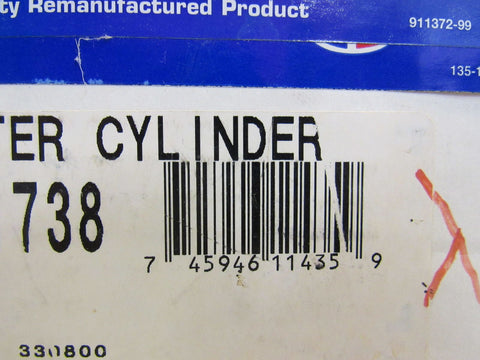 ty Remanufactured Product
911372-99
135-1
TER CYLINDER
738
7 45946 11435 9
330800